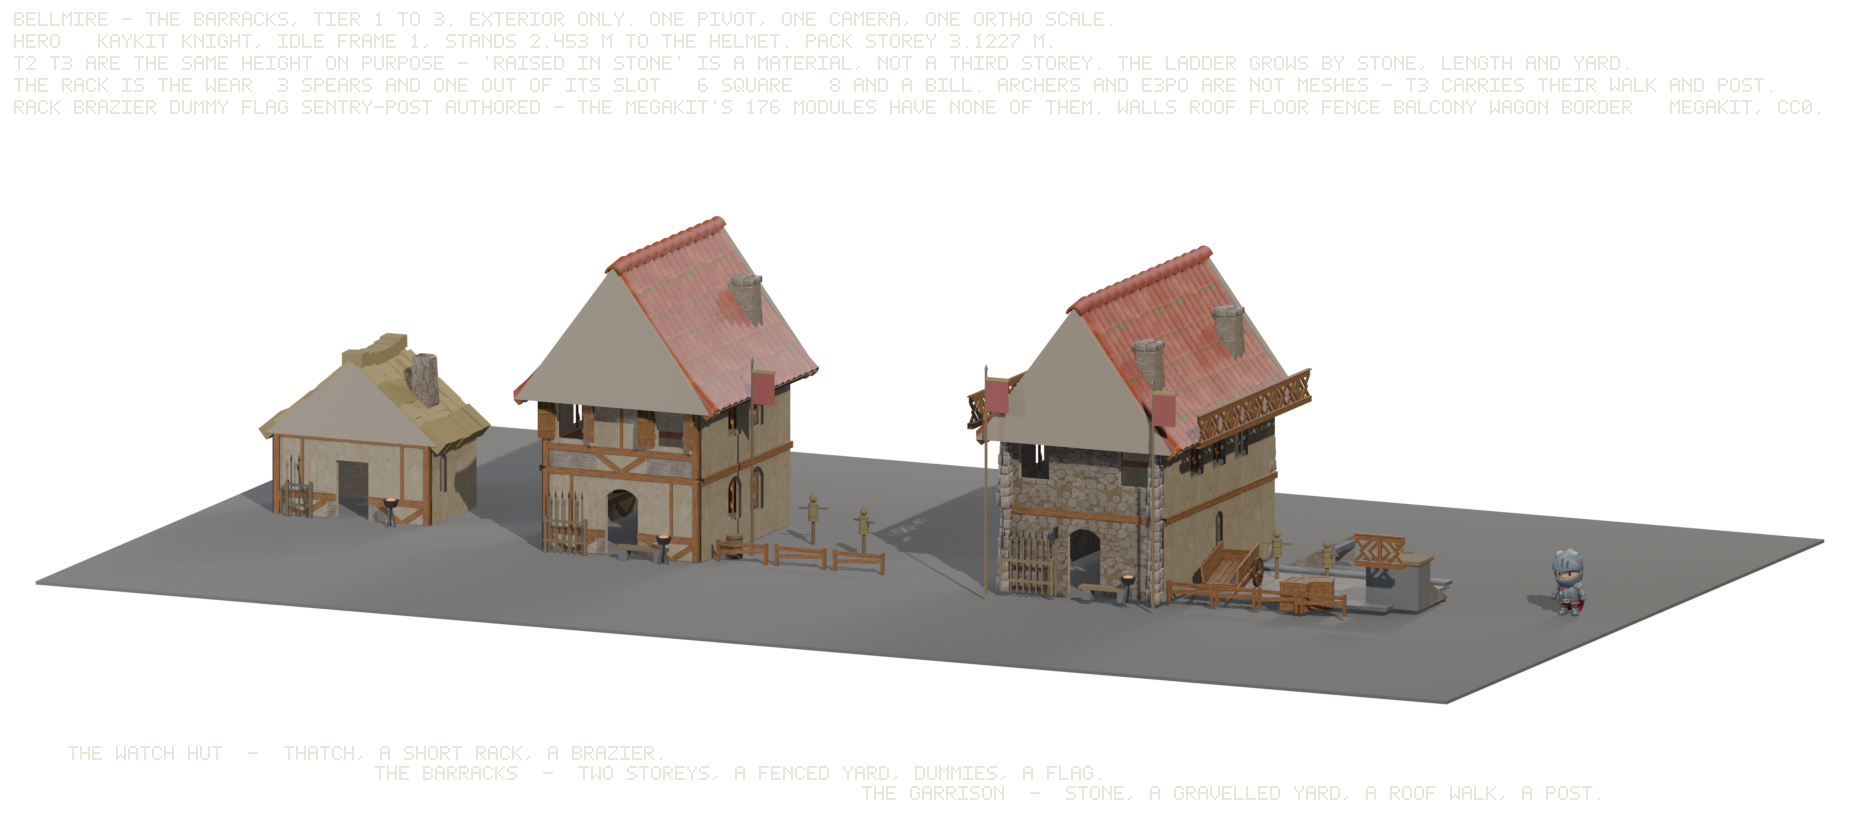 BELLMIRE - THE BARRACKS, TIER 1 TO 3. EXTERIOR ONLY. ONE PIVOT, ONE CAMERA, ONE ORTHO SCALE.
HERO   KAYKIT KNIGHT, IDLE FRAME 1, STANDS 2.453 M TO THE HELMET. PACK STOREY 3.1227 M.
T2 T3 ARE THE SAME HEIGHT ON PURPOSE - 'RAISED IN STONE' IS A MATERIAL, NOT A THIRD STOREY. THE LADDER GROWS BY STONE, LENGTH AND YARD.
THE RACK IS THE WEAR  3 SPEARS AND ONE OUT OF ITS SLOT   6 SQUARE   8 AND A BILL. ARCHERS AND E3PO ARE NOT MESHES - T3 CARRIES THEIR WALK AND POST.
RACK BRAZIER DUMMY FLAG SENTRY-POST AUTHORED - THE MEGAKIT'S 176 MODULES HAVE NONE OF THEM. WALLS ROOF FLOOR FENCE BALCONY WAGON BORDER   MEGAKIT, CC0.
THE WATCH HUT  -  THATCH, A SHORT RACK, A BRAZIER.
THE BARRACKS  -  TWO STOREYS, A FENCED YARD, DUMMIES, A FLAG.
THE GARRISON  -  STONE, A GRAVELLED YARD, A ROOF WALK, A POST.